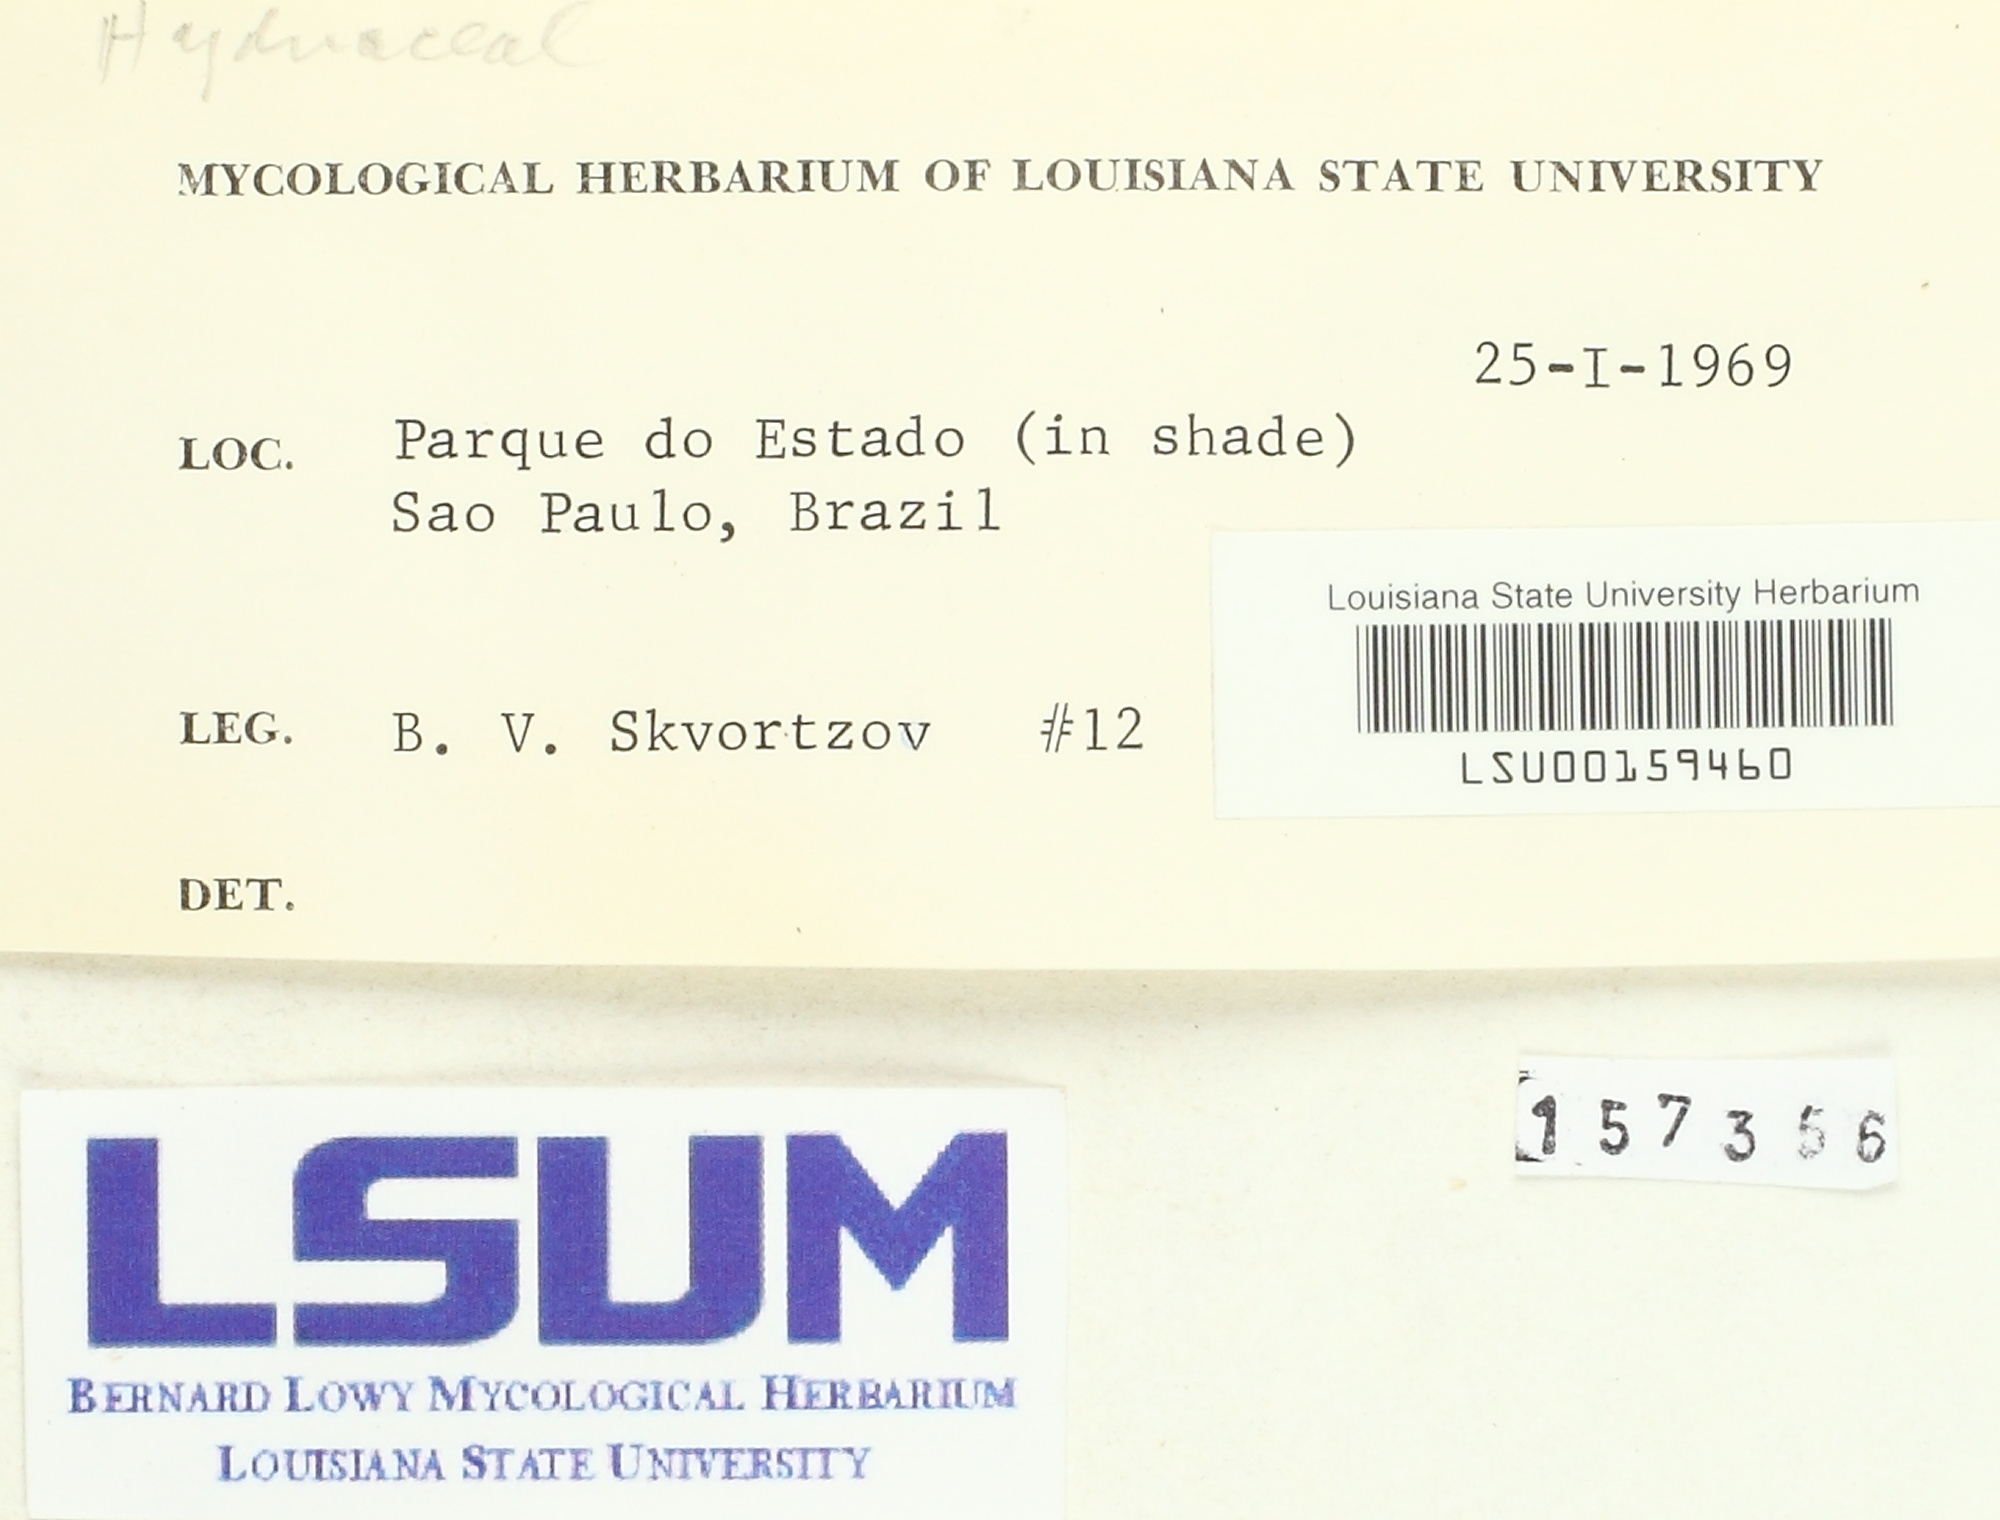 Hydnaceae
MYCOLOGICAL HERBARIUM OF LOUISIANA STATE UNIVERSITY
25-I-1969
LOC. Parque do Estado (in shade)
Sao Paulo, Brazil
Louisiana State University Herbarium
LSU00159460
LEG. B. V. Skvortzov #12
DET.
157356
LSUM
BERNARD LOWY MYCOLOGICAL HERBARIUM
LOUISIANA STATE UNIVERSITY